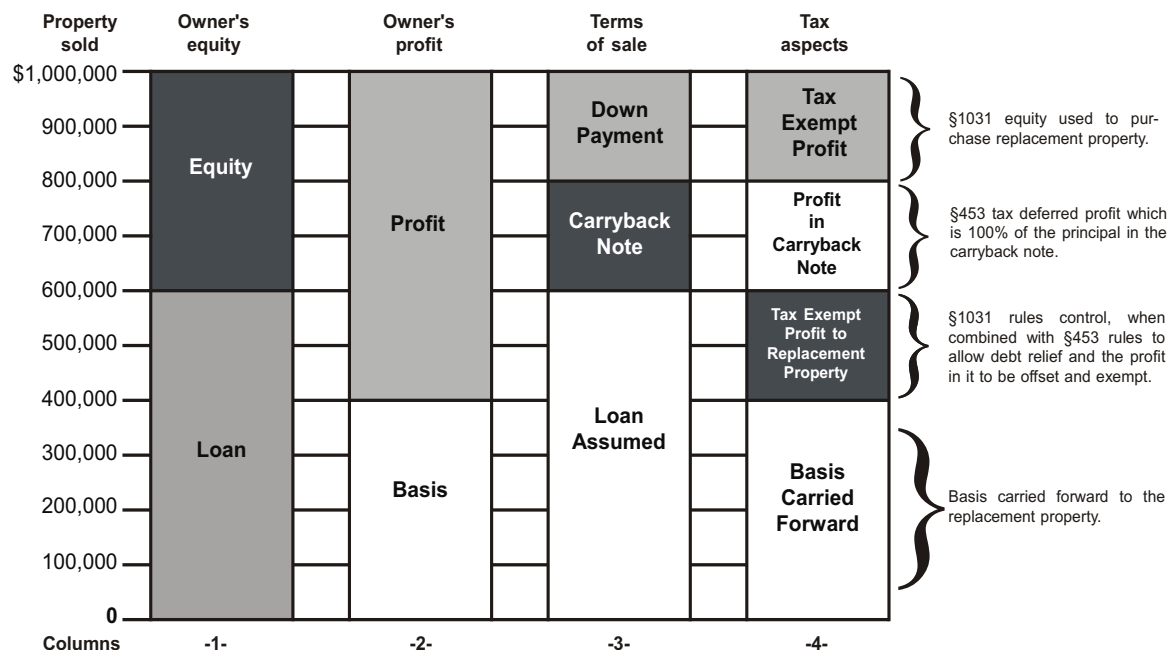 Property
sold
Owner's
equity
Owner's
profit
Terms
of sale
Tax
aspects
$1,000,000
900,000
800,000
700,000
600,000
500,000
400,000
300,000
200,000
100,000
0
Equity
Loan
Profit
Basis
Down
Payment
Carryback
Note
Loan
Assumed
Tax
Exempt
Profit
Profit
in
Carryback
Note
Tax Exempt
Profit to
Replacement
Property
Basis
Carried
Forward
§1031 equity used to pur-
chase replacement property.
§453 tax deferred profit which
is 100% of the principal in the
carryback note.
§1031 rules control, when
combined with §453 rules to
allow debt relief and the profit
in it to be offset and exempt.
Basis carried forward to the
replacement property.
Columns -1- -2- -3- -4-